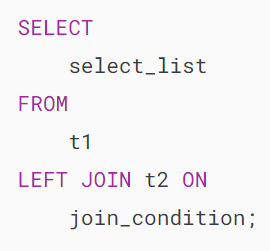 SELECT
    select_list
FROM
    t1
LEFT JOIN t2 ON
    join_condition;